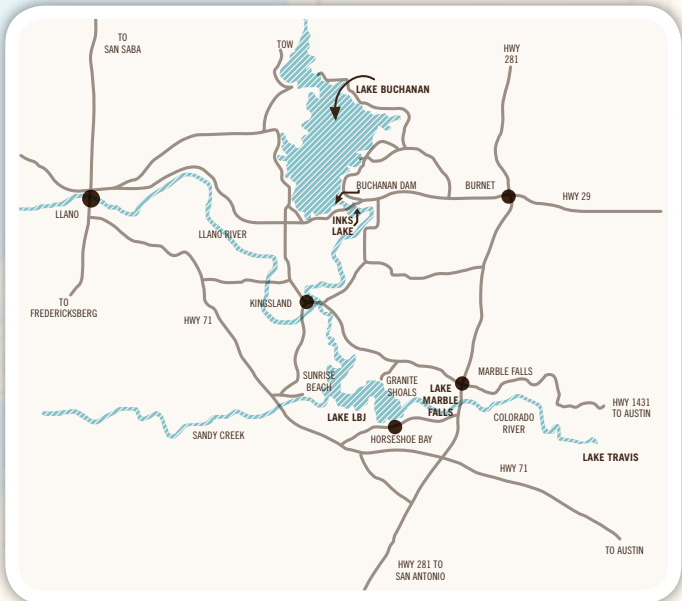 TO
SAN SABA
TOW
HWY
281
LAKE BUCHANAN
BUCHANAN DAM
BURNET
HWY 29
LLANO
INKS
LAKE
LLANO RIVER
TO
FREDERICKSBERG
KINGSLAND
HWY 71
SUNRISE
BEACH
GRANITE
SHOALS
LAKE
MARBLE
FALLS
MARBLE FALLS
HWY 1431
TO AUSTIN
LAKE LBJ
COLORADO
RIVER
SANDY CREEK
HORSESHOE BAY
LAKE TRAVIS
HWY 71
TO AUSTIN
HWY 281 TO
SAN ANTONIO